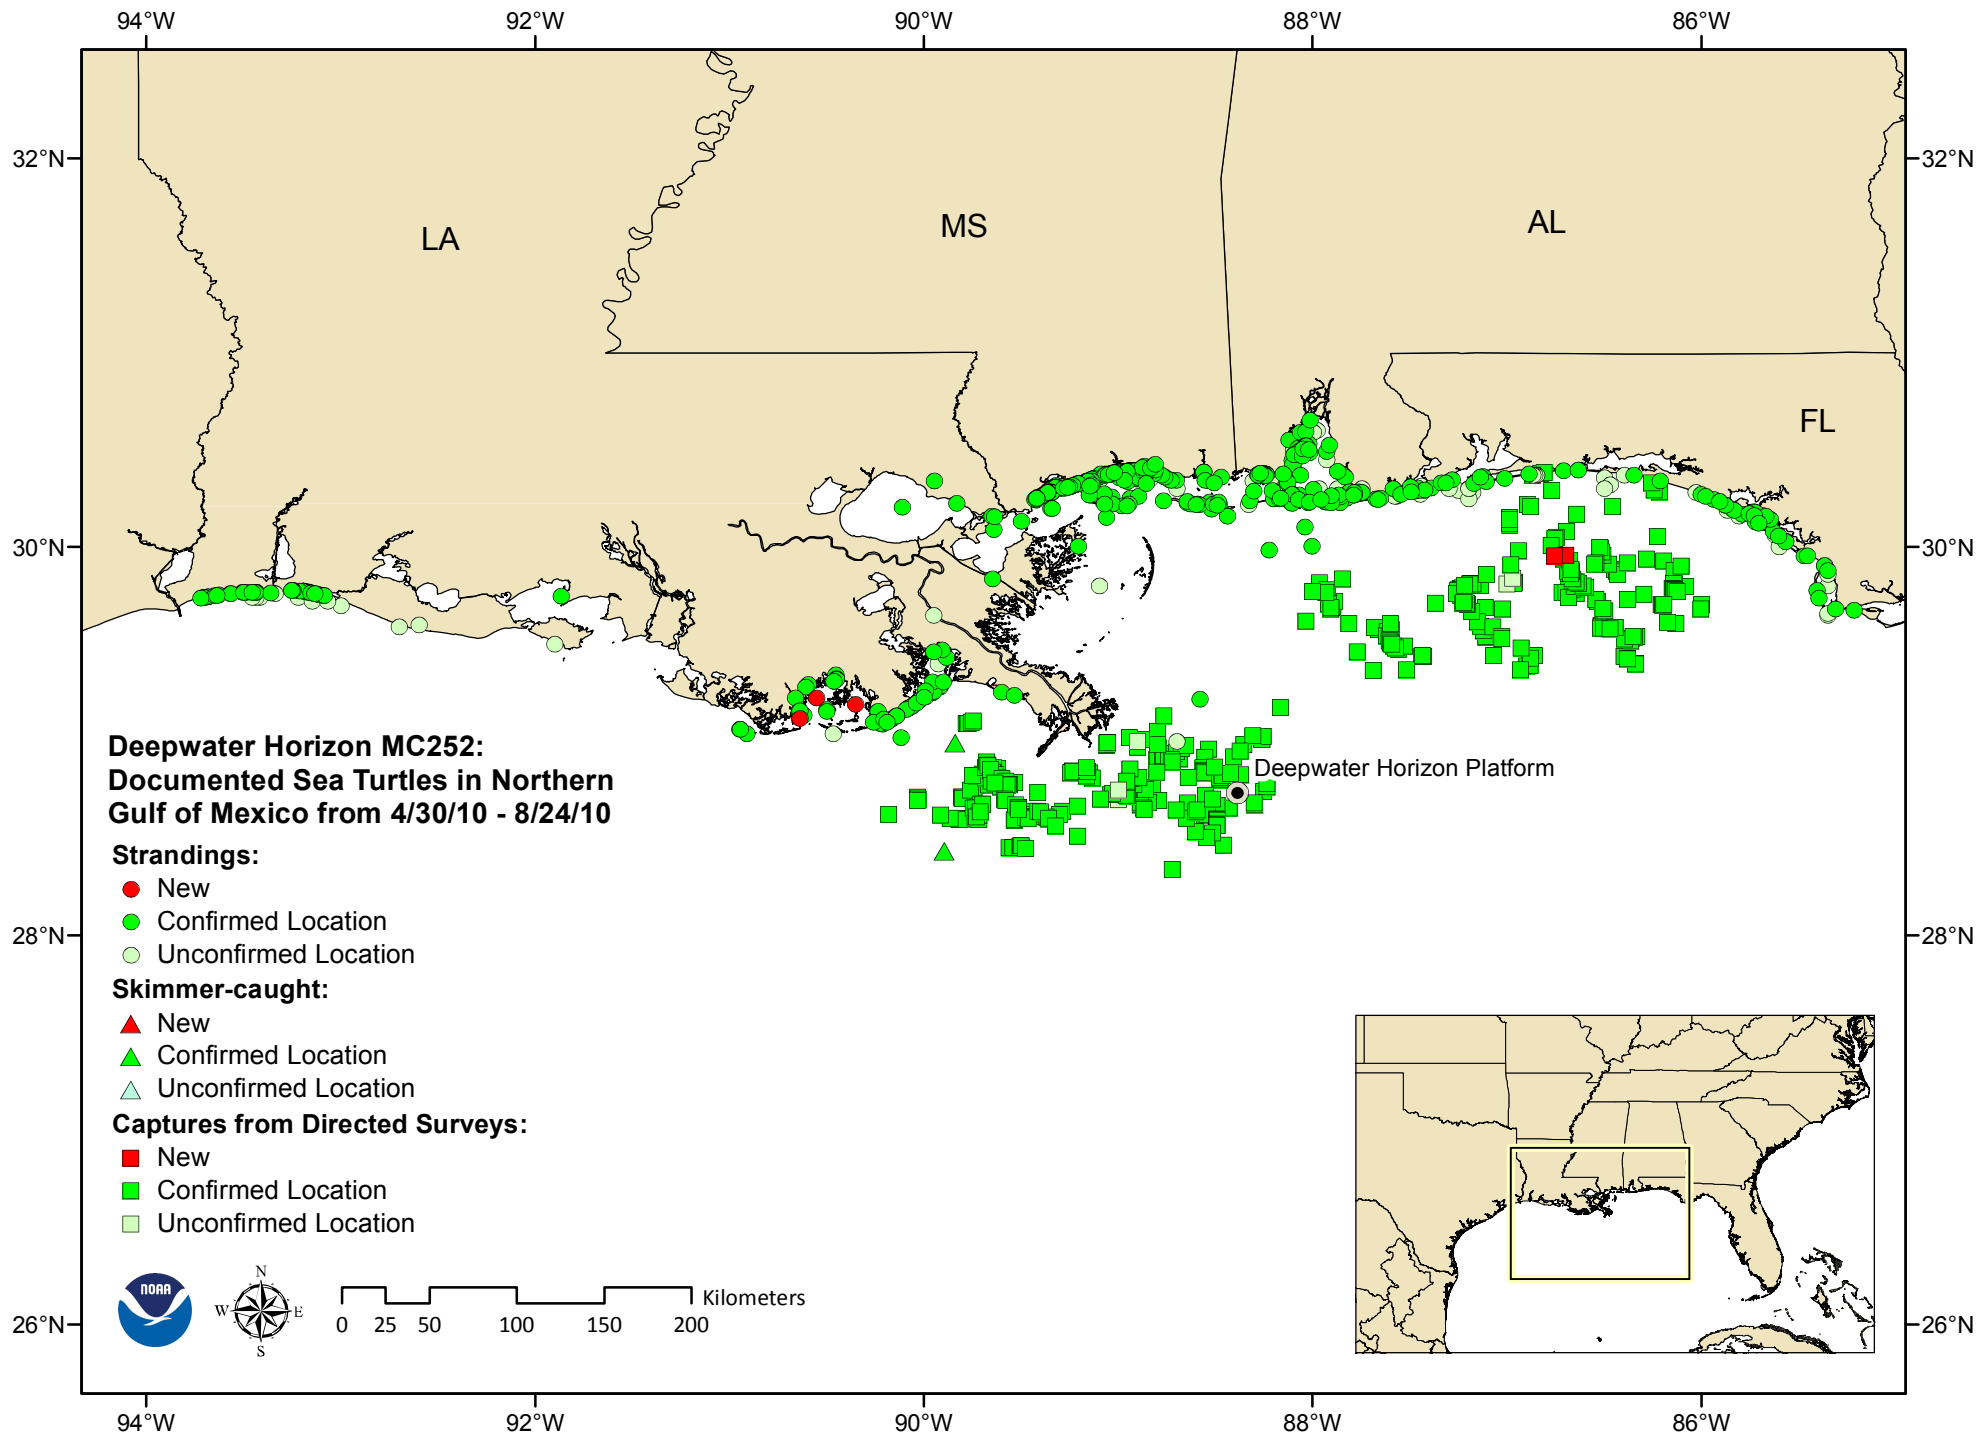 94°W 92°W 90°W 88°W 86°W
32°N 32°N
LA
MS
AL
FL
30°N 30°N
Deepwater Horizon Platform
Deepwater Horizon MC252:
Documented Sea Turtles in Northern
Gulf of Mexico from 4/30/10 - 8/24/10
Strandings:
New
Confirmed Location
Unconfirmed Location
28°N 28°N
Skimmer-caught:
New
Confirmed Location
Unconfirmed Location
Captures from Directed Surveys:
New
Confirmed Location
Unconfirmed Location
NOAA
N
W E
S
Kilometers
0 25 50 100 150 200
26°N 26°N
94°W 92°W 90°W 88°W 86°W